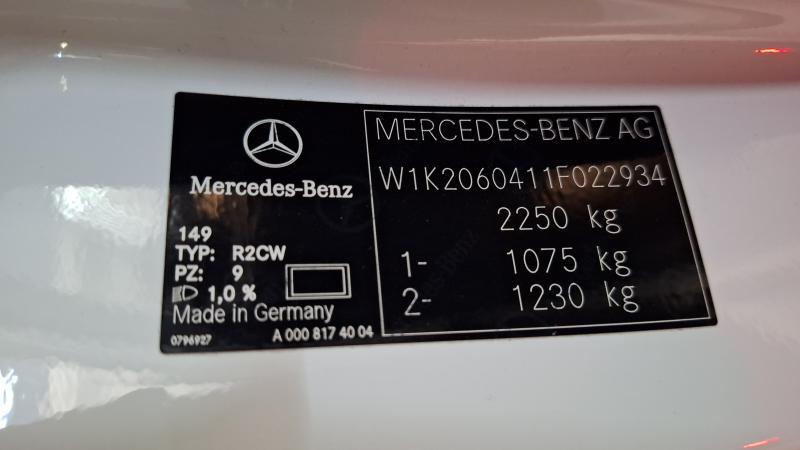 Mercedes-Benz
149
TYP: R2CW
PZ: 9
1,0 %
Made in Germany
0796927 A 000 817 40 04
MERCEDES-BENZ AG
W1K2060411F022934
2250 kg
1- 1075 kg
2- 1230 kg